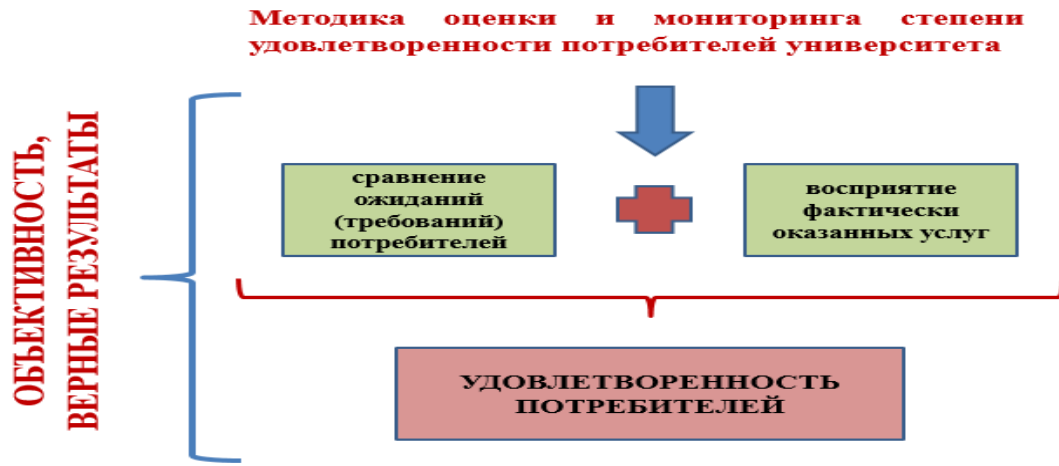 Методика оценки и мониторинга степени
удовлетворенности потребителей университета
ОБЪЕКТИВНОСТЬ,
ВЕРНЫЕ РЕЗУЛЬТАТЫ
сравнение
ожиданий
(требований)
потребителей
восприятие
фактически
оказанных услуг
УДОВЛЕТВОРЕННОСТЬ
ПОТРЕБИТЕЛЕЙ